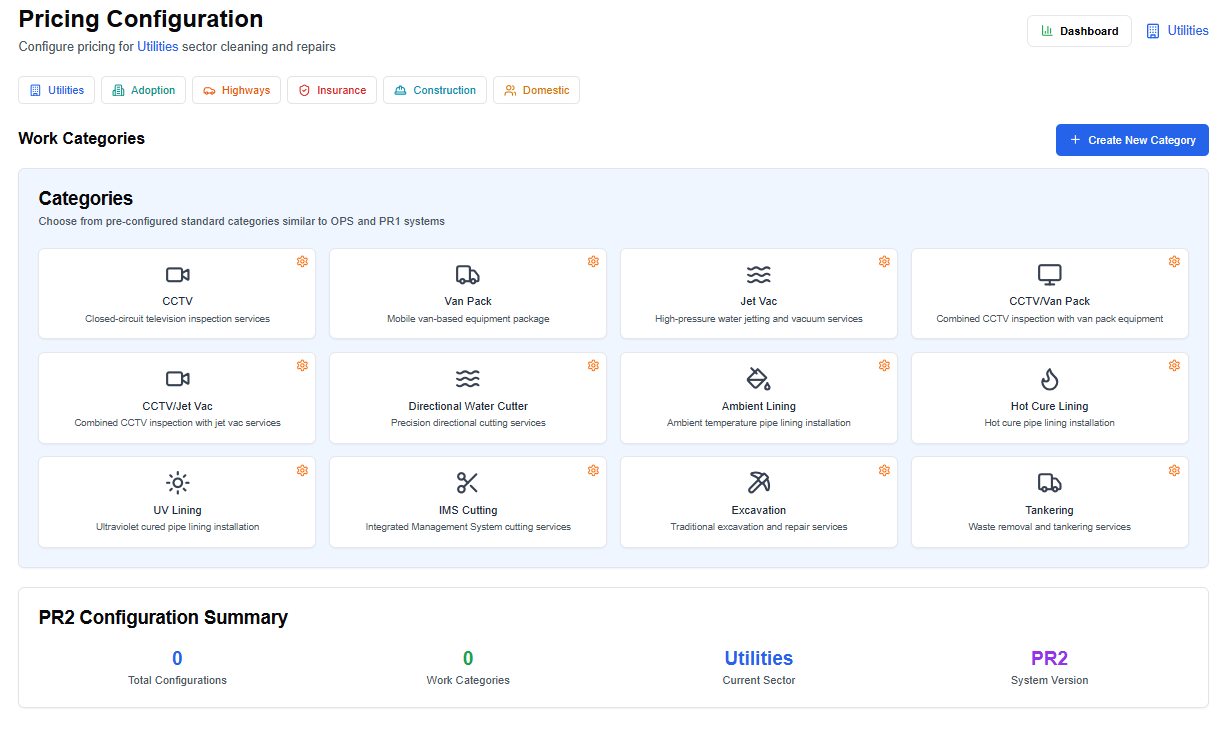 Pricing Configuration
Configure pricing for Utilities sector cleaning and repairs
Dashboard
Utilities
Utilities
Adoption
Highways
Insurance
Construction
Domestic
Work Categories
+ Create New Category
Categories
Choose from pre-configured standard categories similar to OPS and PR1 systems
CCTV
Closed-circuit television inspection services
Van Pack
Mobile van-based equipment package
Jet Vac
High-pressure water jetting and vacuum services
CCTV/Van Pack
Combined CCTV inspection with van pack equipment
CCTV/Jet Vac
Combined CCTV inspection with jet vac services
Directional Water Cutter
Precision directional cutting services
Ambient Lining
Ambient temperature pipe lining installation
Hot Cure Lining
Hot cure pipe lining installation
UV Lining
Ultraviolet cured pipe lining installation
IMS Cutting
Integrated Management System cutting services
Excavation
Traditional excavation and repair services
Tankering
Waste removal and tankering services
PR2 Configuration Summary
0
Total Configurations
0
Work Categories
Utilities
Current Sector
PR2
System Version